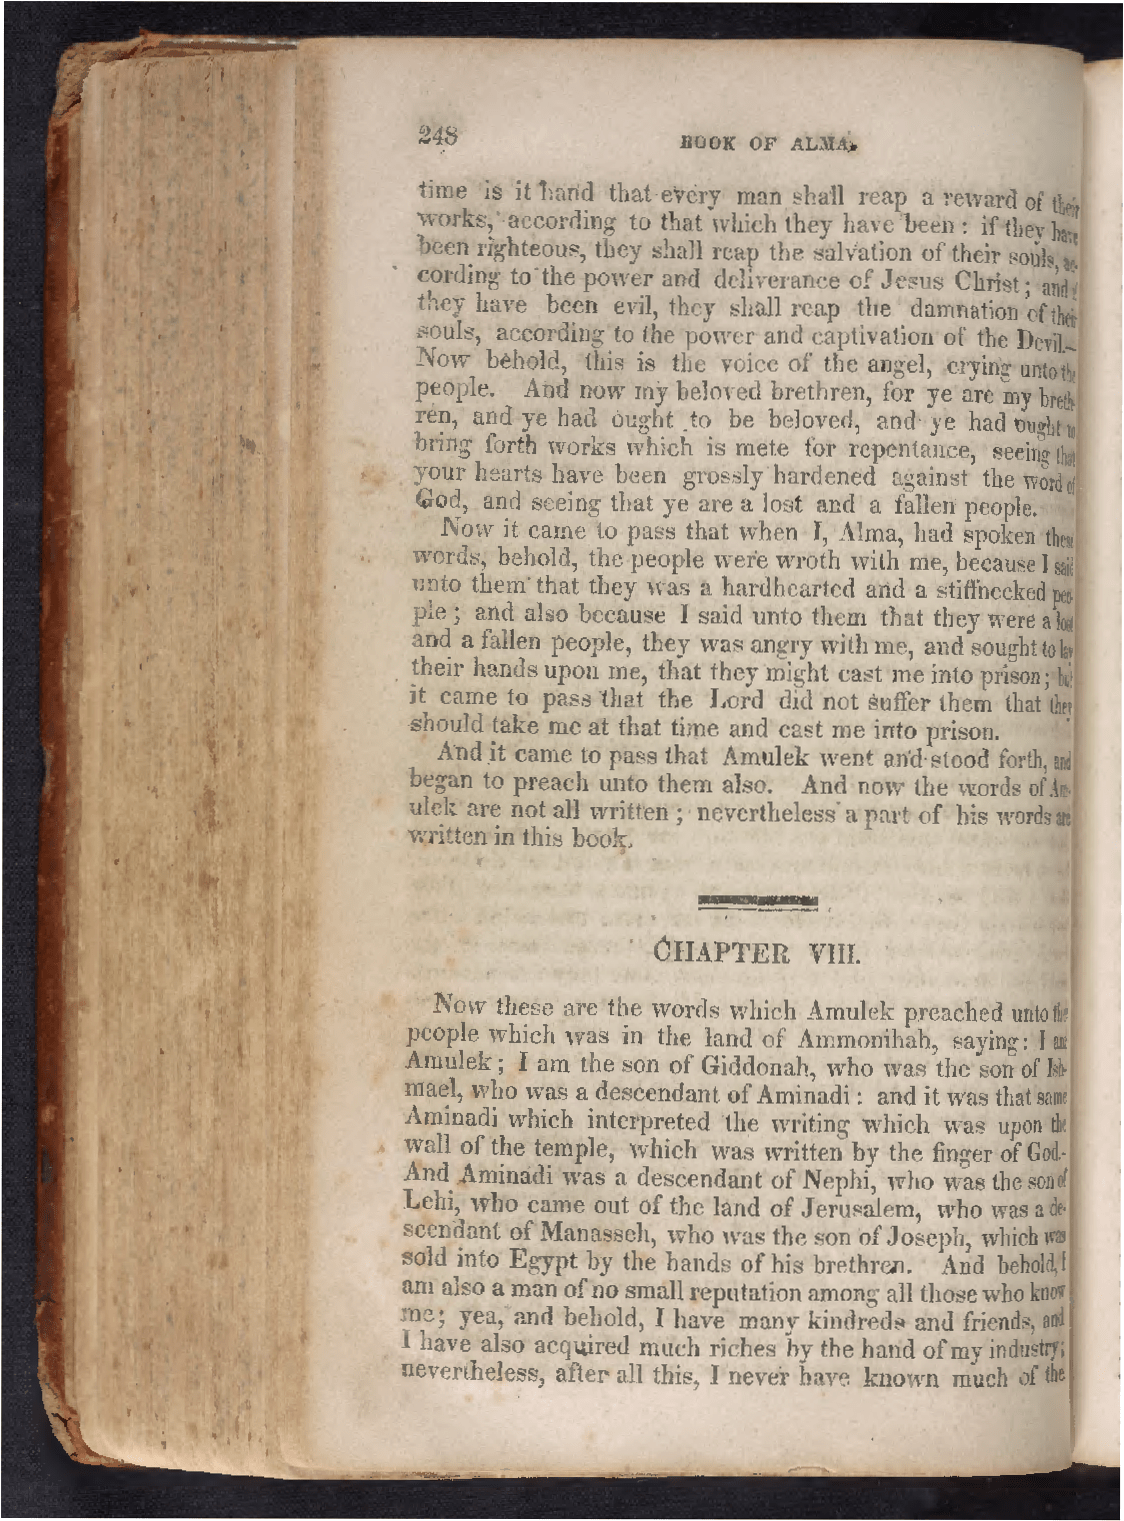 248
BOOK OF ALMA.
time is it hand that every man shall reap a reward of their
works, according to that which they have been : if they have
been righteous, they shall reap the salvation of their souls, ac-
cording to the power and deliverance of Jesus Christ ; and if
they have been evil, they shall reap the damnation of their
souls, according to the power and captivation of the Devil.—
Now behold, this is the voice of the angel, crying unto the
people. And now my beloved brethren, for ye are my breth-
ren, and ye had ought to be beloved, and ye had ought to
bring forth works which is mete for repentance, seeing that
your hearts have been grossly hardened against the word of
God, and seeing that ye are a lost and a fallen people.
Now it came to pass that when I, Alma, had spoken these
words, behold, the people were wroth with me, because I said
unto them that they was a hardhearted and a stiffnecked peo-
ple ; and also because I said unto them that they were a lost
and a fallen people, they was angry with me, and sought to lay
their hands upon me, that they might cast me into prison ; but
it came to pass that the Lord did not suffer them that they
should take me at that time and cast me into prison.
And it came to pass that Amulek went and stood forth, and
began to preach unto them also. And now the words of Am-
ulek are not all written ; nevertheless a part of his words are
written in this book.
CHAPTER VIII.
Now these are the words which Amulek preached unto the
people which was in the land of Ammonihah, saying: I am
Amulek ; I am the son of Giddonah, who was the son of Ish-
mael, who was a descendant of Aminadi : and it was that same
Aminadi which interpreted the writing which was upon the
wall of the temple, which was written by the finger of God.-
And Aminadi was a descendant of Nephi, who was the son of
Lehi, who came out of the land of Jerusalem, who was a de-
scendant of Manasseh, who was the son of Joseph, which was
sold into Egypt by the hands of his brethren. And behold, I
am also a man of no small reputation among all those who know
me; yea, and behold, I have many kindreds and friends, and
I have also acquired much riches by the hand of my industry;
nevertheless, after all this, I never have known much of the